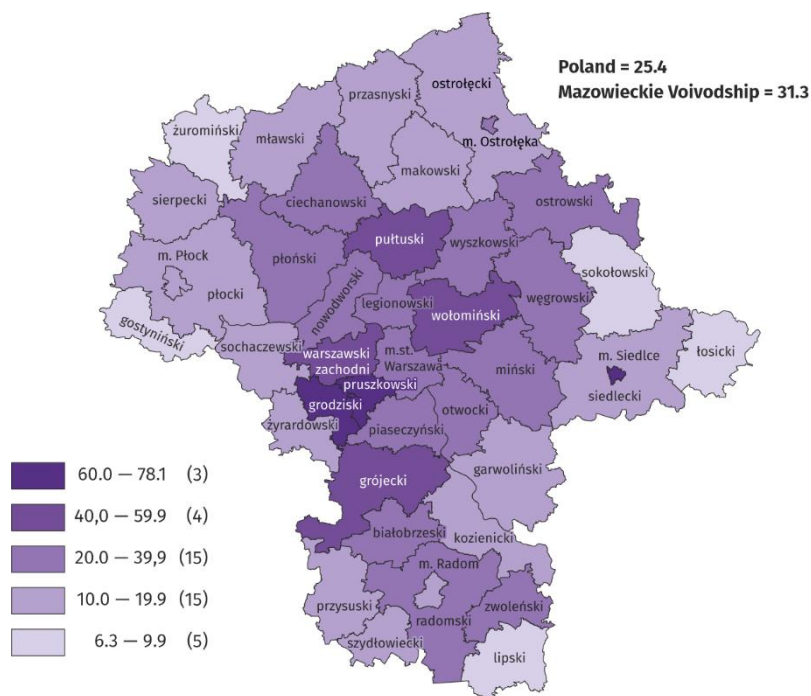 Poland = 25.4
Mazowieckie Voivodship = 31.3
ostrołęcki
przasnyski
żuromiński
mławski
m. Ostrołęka
makowski
sierpecki
ciechanowski
ostrowski
pułtuski
wyszkowski
m. Płock
płoński
sokołowski
płocki
nowodworski
legionowski
węgrowski
wołomiński
gostyniński
sochaczewski
warszawski
zachodni
m.st.
Warszawa
m. Siedlce
łosicki
miński
pruszkowski
siedlecki
grodziski
otwocki
żyrardowski
piaseczyński
garwoliński
grójecki
60.0 — 78.1 (3)
40,0 — 59.9 (4)
białobrzeski
kozienicki
20.0 — 39,9 (15)
m. Radom
10.0 — 19.9 (15)
przysuski
zwoleński
radomski
6.3 — 9.9 (5)
szydłowiecki
lipski